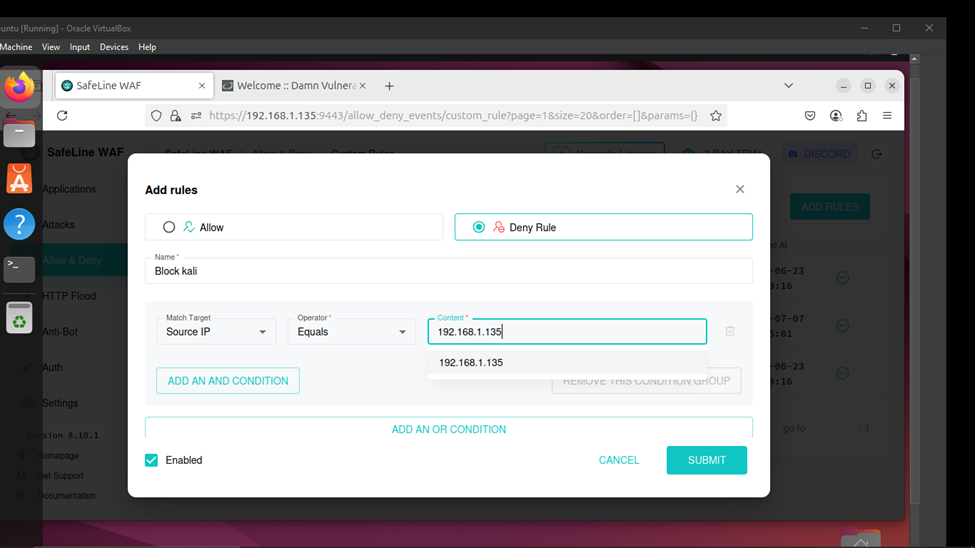 untu [Running] - Oracle VirtualBox
Machine View Input Devices Help
SafeLine WAF
Welcome :: Damn Vulnera
https://192.168.1.135:9443/allow_deny_events/custom_rule?page=1&size=20&order=[]&params={}
SafeLine WAF
DISCORD
Applications
Attacks
Allow & Deny
HTTP Flood
Anti-Bot
Auth
Settings
Version 8.10.1
Homepage
Get Support
Documentation
ADD RULES
d At
-06-23
0:16
-07-07
5:01
-06-23
0:16
go to
/ 1
Add rules
Allow
Deny Rule
Name *
Block kali
Match Target
Source IP
Operator *
Equals
Content *
192.168.1.135
192.168.1.135
ADD AN AND CONDITION
REMOVE THIS CONDITION GROUP
ADD AN OR CONDITION
Enabled
CANCEL
SUBMIT